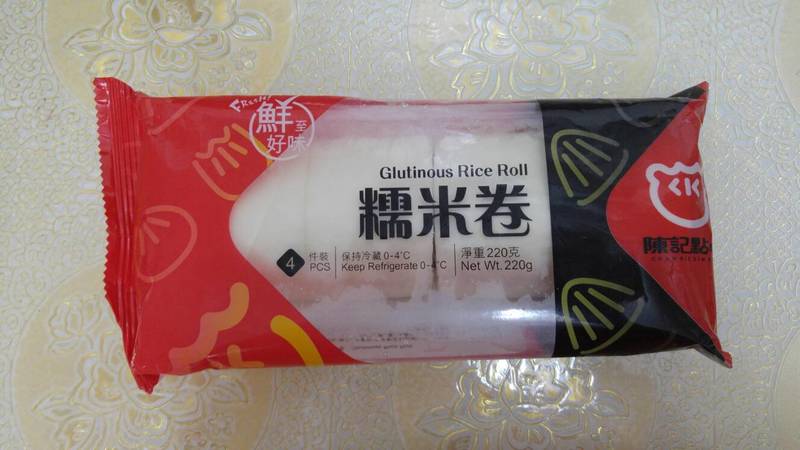 FRESH!
鮮至
好味
Glutinous Rice Roll
糯米卷
4
件裝
PCS
保持冷藏 0-4°C
Keep Refrigerate 0-4°C
淨重 220克
Net Wt. 220g
陳記點